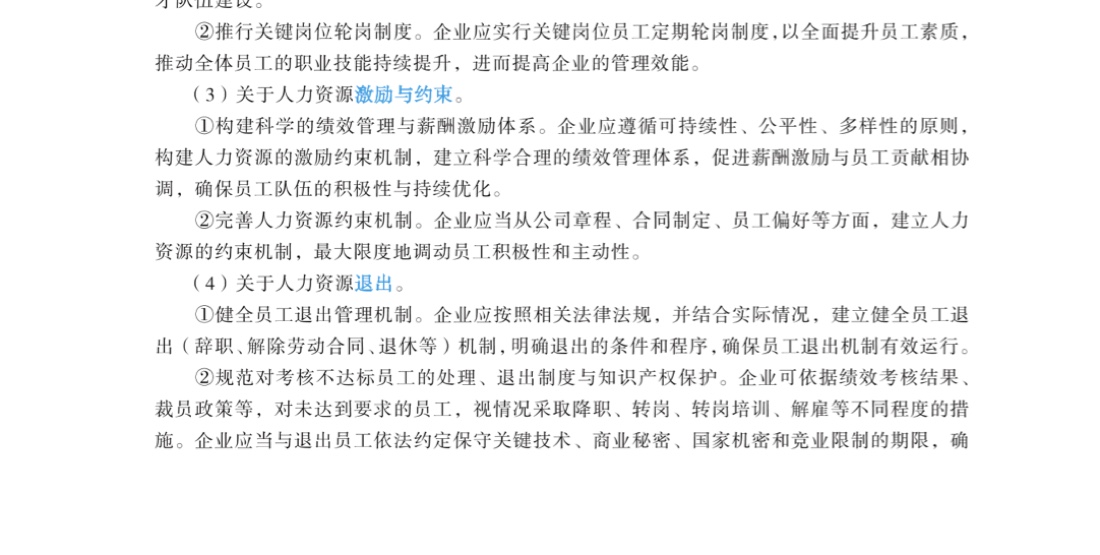 才队伍建设。
②推行关键岗位轮岗制度。企业应实行关键岗位员工定期轮岗制度，以全面提升员工素质，
推动全体员工的职业技能持续提升，进而提高企业的管理效能。
（3）关于人力资源激励与约束。
①构建科学的绩效管理与薪酬激励体系。企业应遵循可持续性、公平性、多样性的原则，
构建人力资源的激励约束机制，建立科学合理的绩效管理体系，促进薪酬激励与员工贡献相协
调，确保员工队伍的积极性与持续优化。
②完善人力资源约束机制。企业应当从公司章程、合同制定、员工偏好等方面，建立人力
资源的约束机制，最大限度地调动员工积极性和主动性。
（4）关于人力资源退出。
①健全员工退出管理机制。企业应按照相关法律法规，并结合实际情况，建立健全员工退
出（辞职、解除劳动合同、退休等）机制，明确退出的条件和程序，确保员工退出机制有效运行。
②规范对考核不达标员工的处理、退出制度与知识产权保护。企业可依据绩效考核结果、
裁员政策等，对未达到要求的员工，视情况采取降职、转岗、转岗培训、解雇等不同程度的措
施。企业应当与退出员工依法约定保守关键技术、商业秘密、国家机密和竞业限制的期限，确